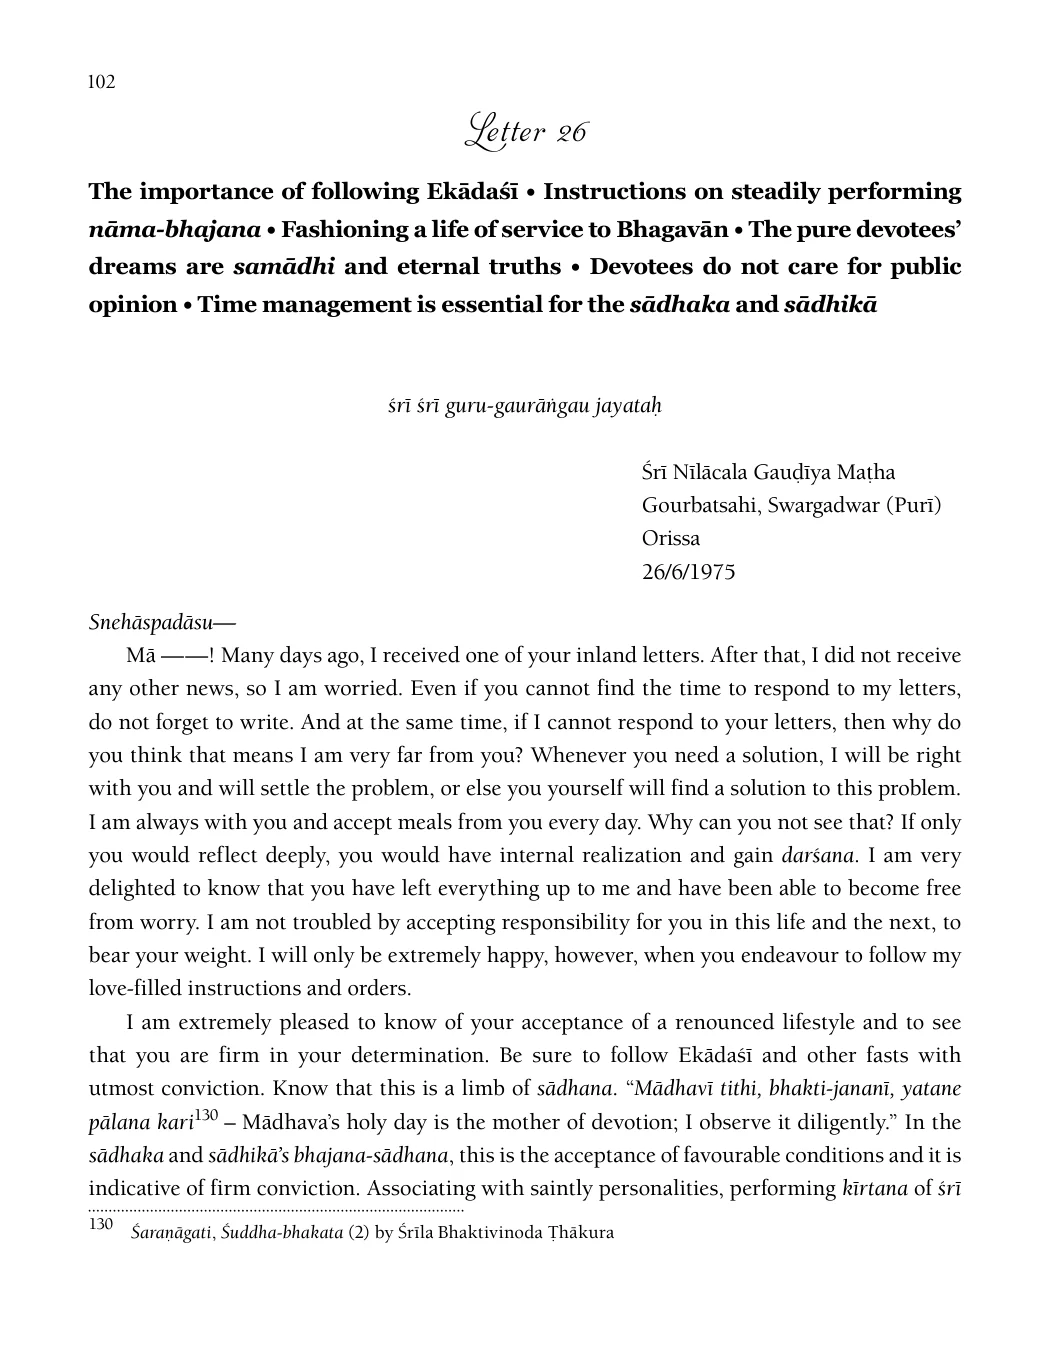 102
Letter 26
The importance of following Ekādaśī • Instructions on steadily performing
nāma-bhajana • Fashioning a life of service to Bhagavān • The pure devotees’
dreams are samādhi and eternal truths • Devotees do not care for public
opinion • Time management is essential for the sādhaka and sādhikā
śrī śrī guru-gaurāṅgau jayataḥ
Śrī Nīlācala Gauḍīya Maṭha
Gourbatsahi, Swargadwar (Purī)
Orissa
26/6/1975
Snehāspadāsu—
Mā ——! Many days ago, I received one of your inland letters. After that, I did not receive
any other news, so I am worried. Even if you cannot find the time to respond to my letters,
do not forget to write. And at the same time, if I cannot respond to your letters, then why do
you think that means I am very far from you? Whenever you need a solution, I will be right
with you and will settle the problem, or else you yourself will find a solution to this problem.
I am always with you and accept meals from you every day. Why can you not see that? If only
you would reflect deeply, you would have internal realization and gain darśana. I am very
delighted to know that you have left everything up to me and have been able to become free
from worry. I am not troubled by accepting responsibility for you in this life and the next, to
bear your weight. I will only be extremely happy, however, when you endeavour to follow my
love-filled instructions and orders.
I am extremely pleased to know of your acceptance of a renounced lifestyle and to see
that you are firm in your determination. Be sure to follow Ekādaśī and other fasts with
utmost conviction. Know that this is a limb of sādhana. “Mādhavī tithi, bhakti-jananī, yatane
pālana kari130 – Mādhava’s holy day is the mother of devotion; I observe it diligently.” In the
sādhaka and sādhikā’s bhajana-sādhana, this is the acceptance of favourable conditions and it is
indicative of firm conviction. Associating with saintly personalities, performing kīrtana of śrī
130 Śaraṇāgati, Śuddha-bhakata (2) by Śrīla Bhaktivinoda Ṭhākura